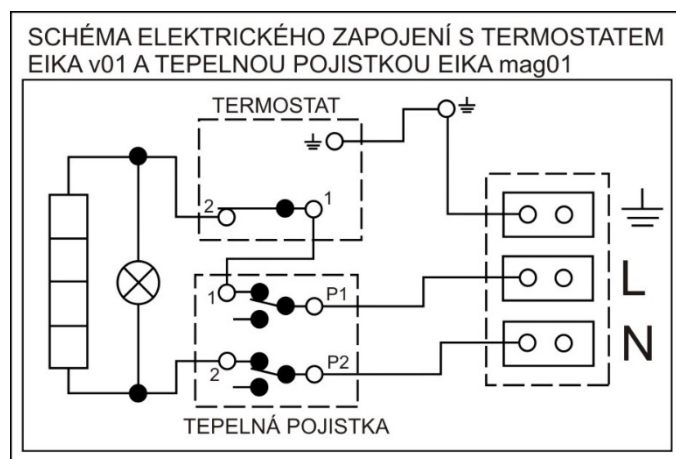 SCHÉMA ELEKTRICKÉHO ZAPOJENÍ S TERMOSTATEM
EIKA v01 A TEPELNOU POJISTKOU EIKA mag01
TERMOSTAT
2
1
1
P1
L
2
P2
N
TEPELNÁ POJISTKA